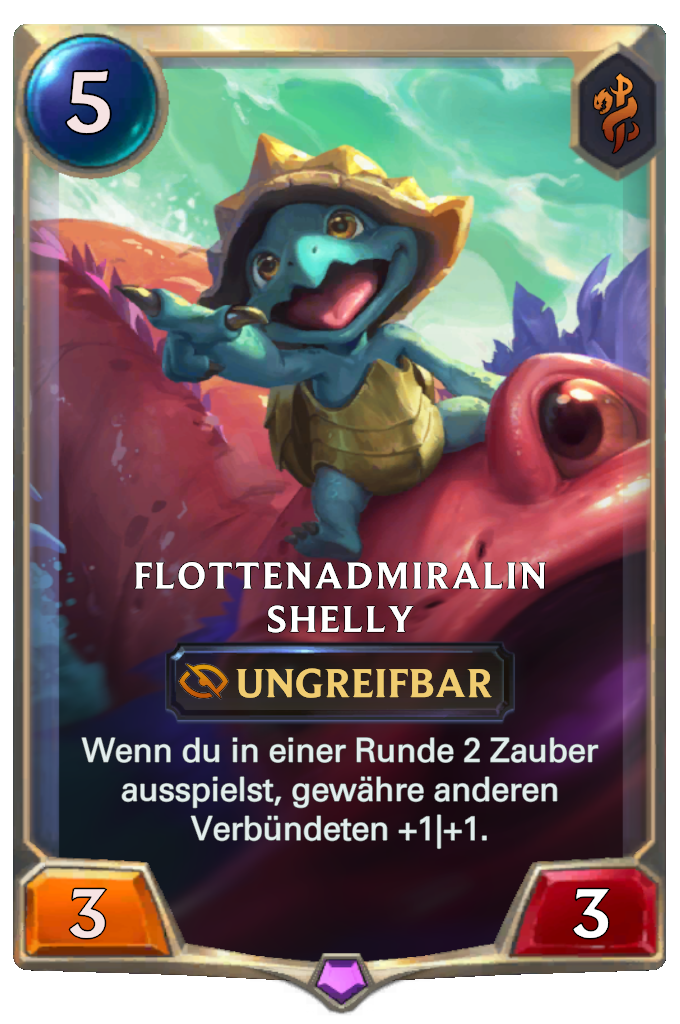 5
FLOTTENADMIRALIN
SHELLY
UNGREIFBAR
Wenn du in einer Runde 2 Zauber
ausspielst, gewähre anderen
Verbündeten +1|+1.
3
3